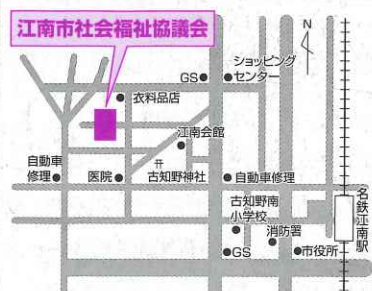 江南市社会福祉協議会
N
ショッピング
センター
GS
衣料品店
江南会館
自動車
修理
医院
古知野神社
自動車修理
古知野南
小学校
消防署
GS
市役所
名鉄江南駅